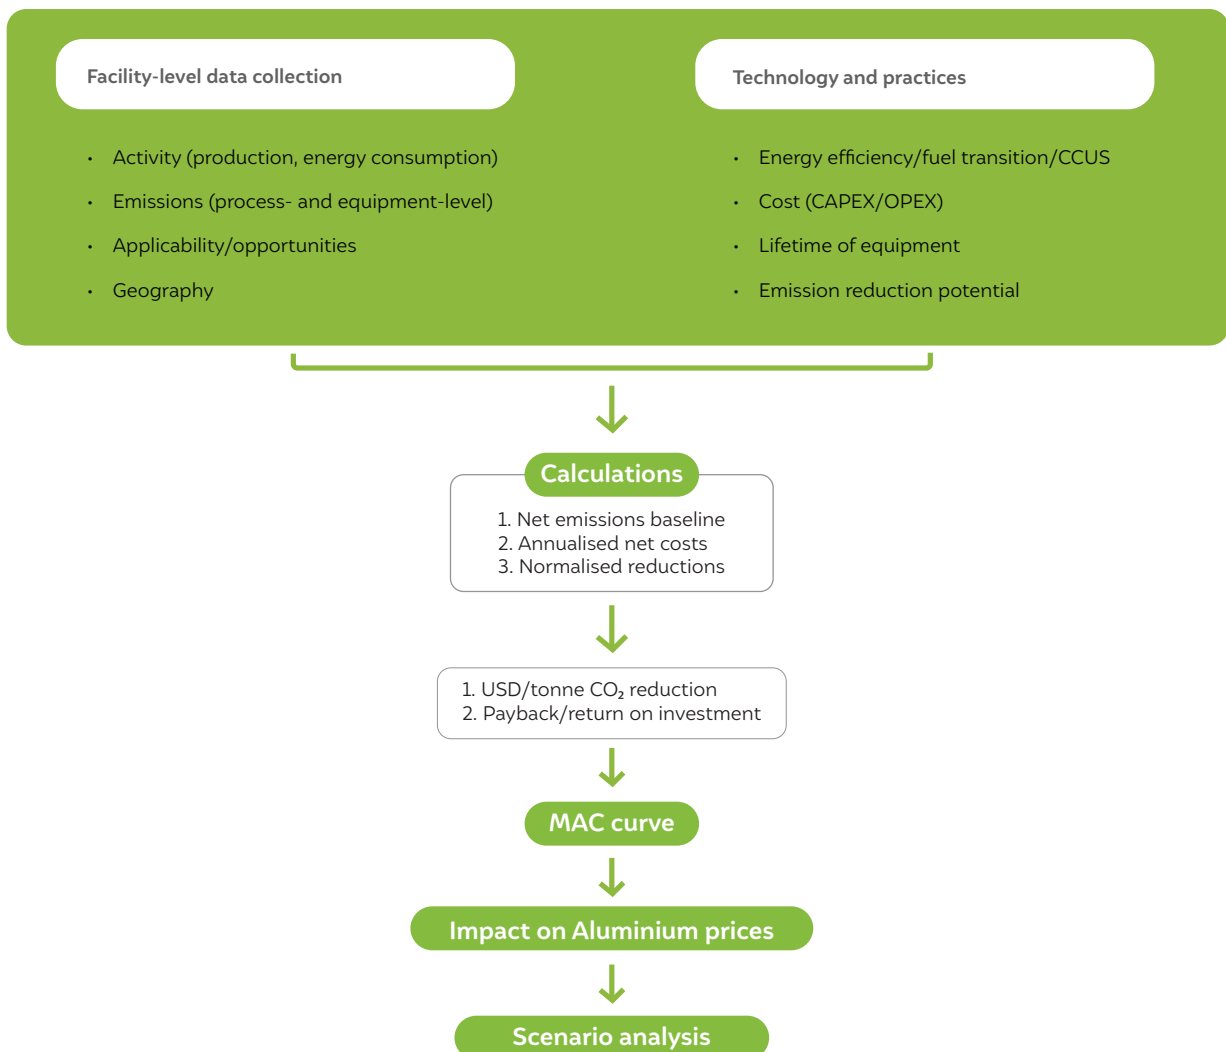 Facility-level data collection
• Activity (production, energy consumption)
• Emissions (process- and equipment-level)
• Applicability/opportunities
• Geography
Technology and practices
• Energy efficiency/fuel transition/CCUS
• Cost (CAPEX/OPEX)
• Lifetime of equipment
• Emission reduction potential
Calculations
1. Net emissions baseline
2. Annualised net costs
3. Normalised reductions
1. USD/tonne CO₂ reduction
2. Payback/return on investment
MAC curve
Impact on Aluminium prices
Scenario analysis